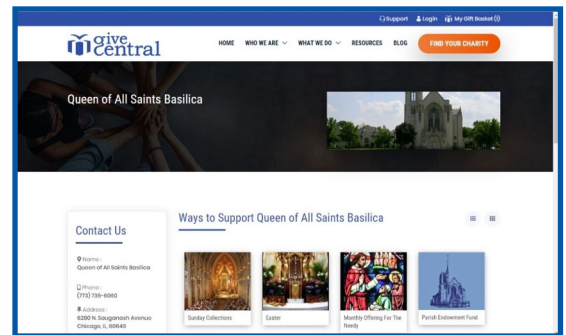 Support Login My Gift Basket (1)
give central
HOME WHO WE ARE WHAT WE DO RESOURCES BLOG FIND YOUR CHARITY
Queen of All Saints Basilica
Contact Us
Name :
Queen of All Saints Basilica
Phone :
(773) 736-6060
Address :
6280 N. Sauganash Avenue
Chicago, IL, 60646
Ways to Support Queen of All Saints Basilica
Sunday Collections
Easter
Monthly Offering For The
Needy
Parish Endowment Fund